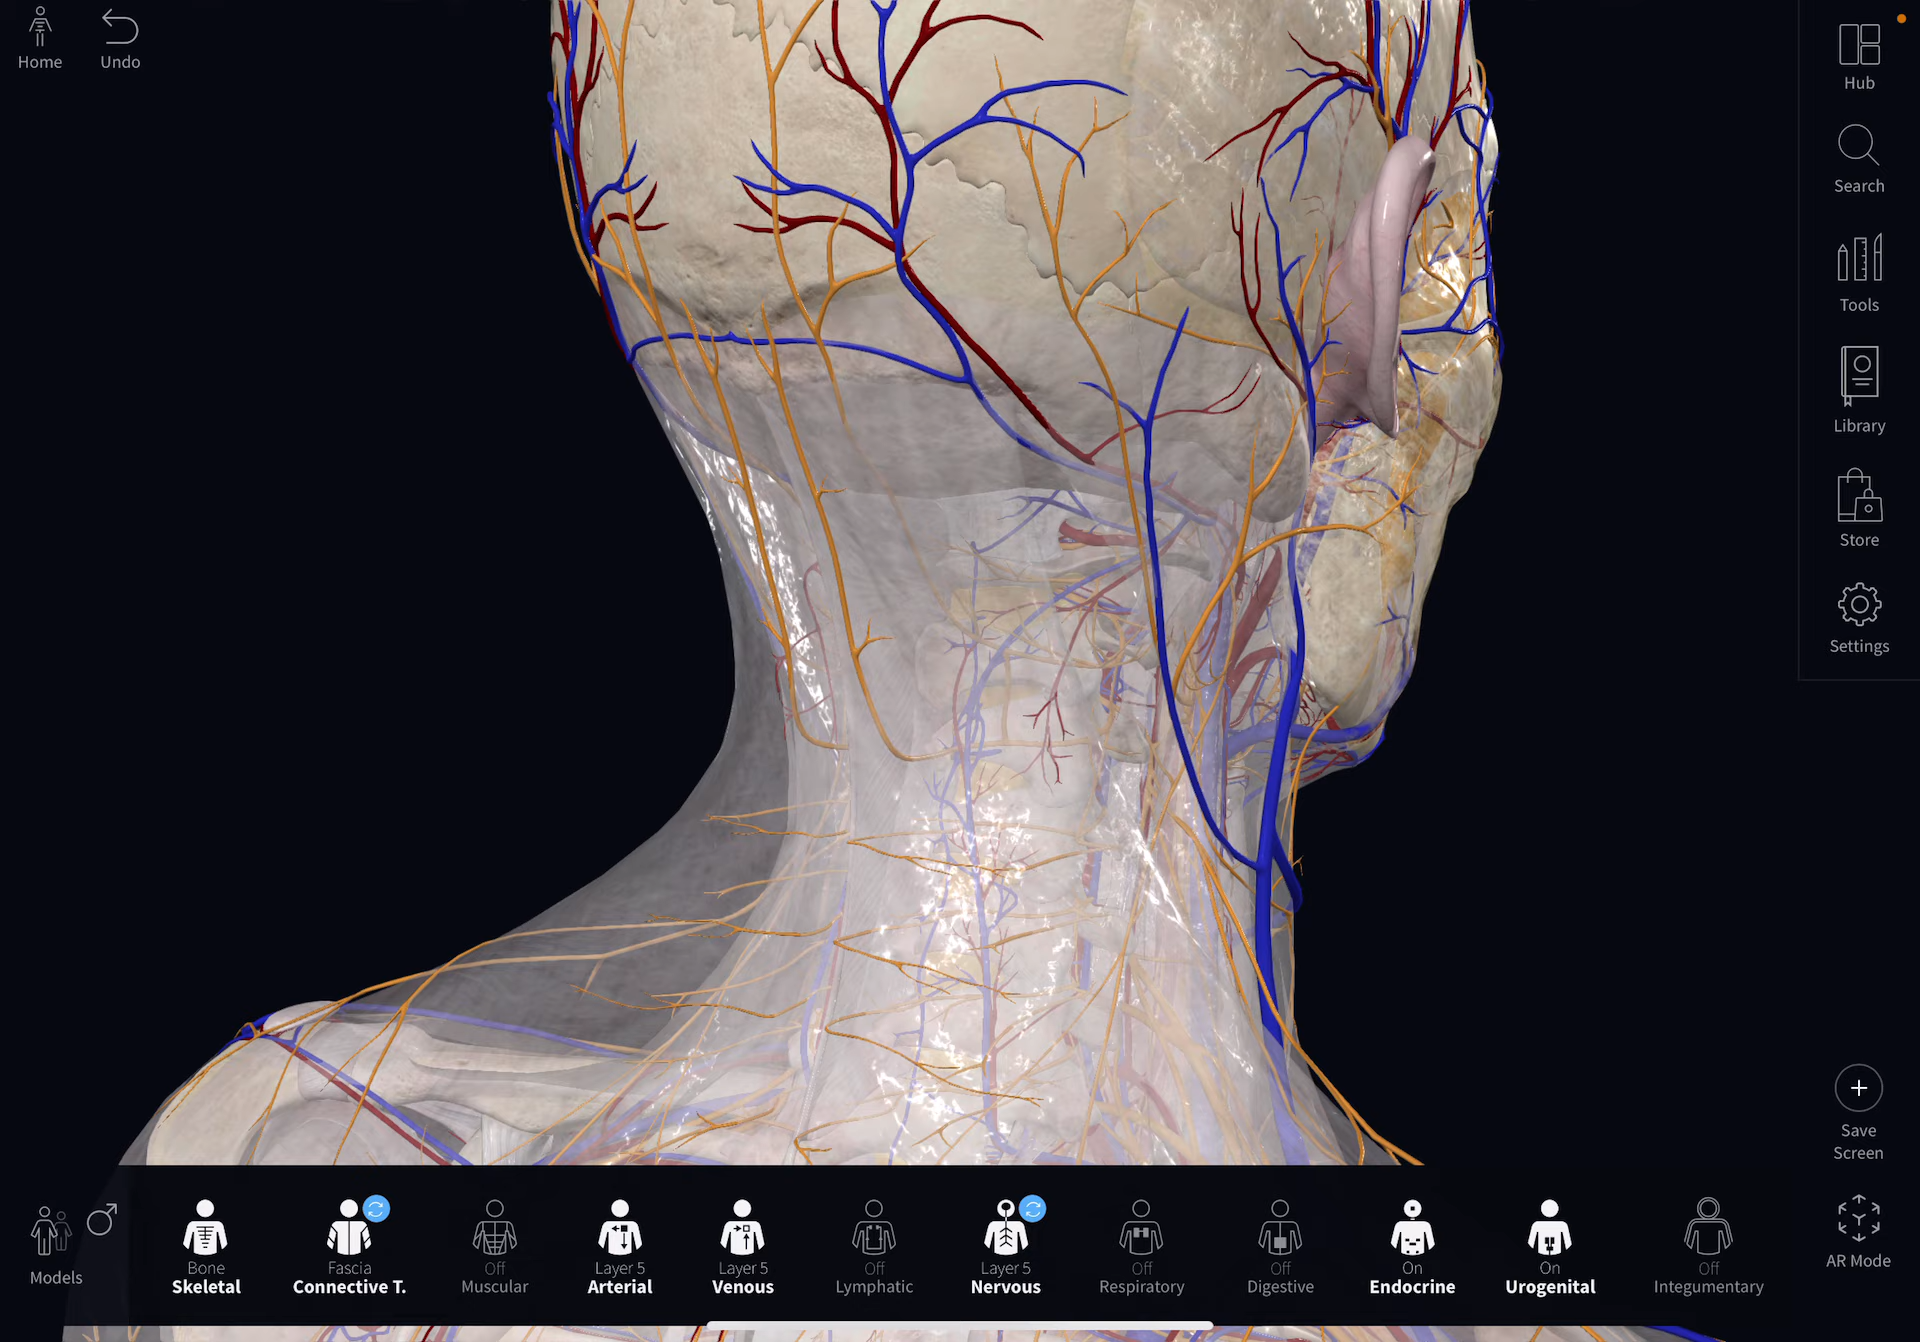 Home
Undo
Hub
Search
Tools
Library
Store
Settings
Save
Screen
AR Mode
Models
Bone
Skeletal
Fascia
Connective T.
Off
Muscular
Layer 5
Arterial
Layer 5
Venous
Off
Lymphatic
Layer 5
Nervous
Off
Respiratory
Off
Digestive
On
Endocrine
On
Urogenital
Off
Integumentary